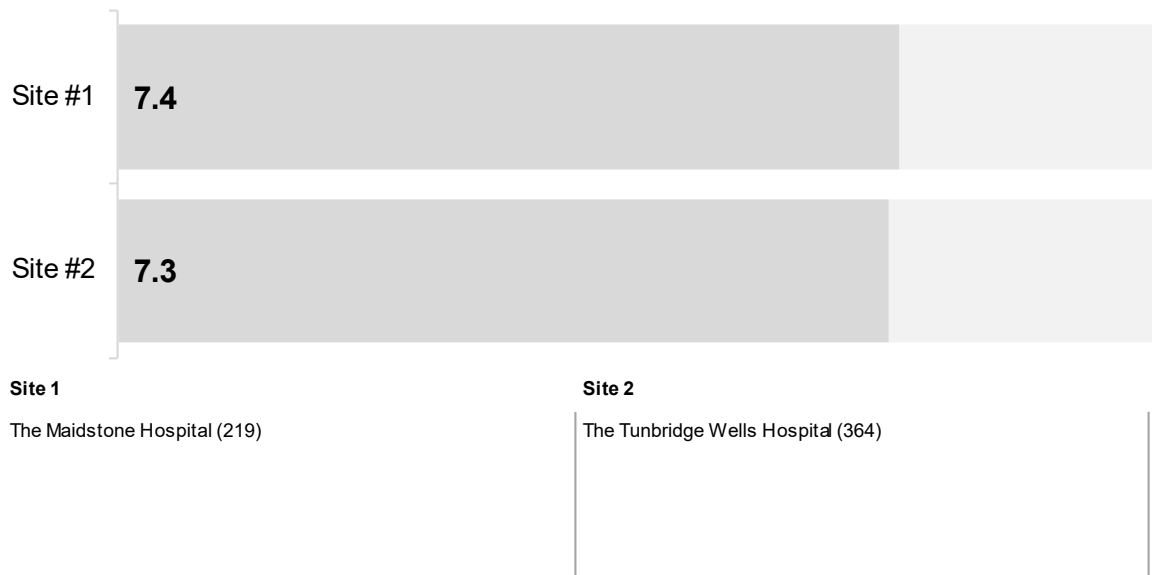 Site #1
7.4
Site #2
7.3
Site 1
Site 2
The Maidstone Hospital (219)
The Tunbridge Wells Hospital (364)